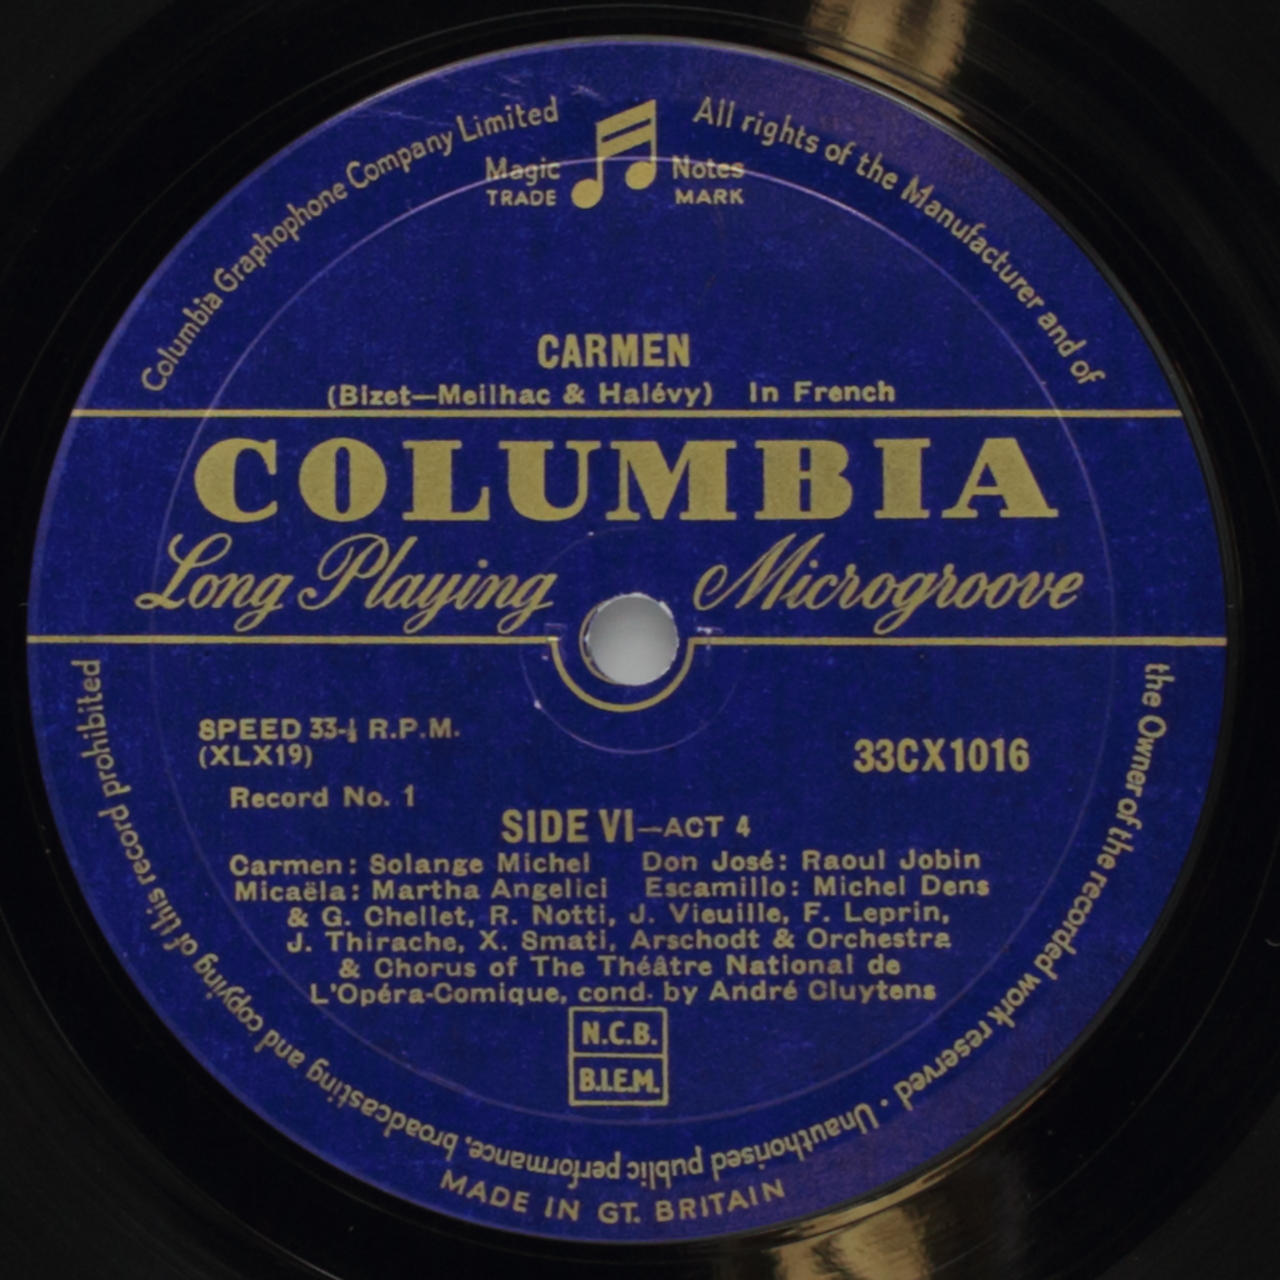 Columbia Graphophone Company Limited
All rights of the Manufacturer and of
the Owner of the recorded work reserved · Unauthorised public performance, broadcasting and copying of this record prohibited
Magic Notes
TRADE MARK
CARMEN
(Bizet—Meilhac & Halévy) In French
COLUMBIA
Long Playing Microgroove
SPEED 33-⅓ R.P.M.
(XLX19)
33CX1016
Record No. 1
SIDE VI—ACT 4
Carmen: Solange Michel Don José: Raoul Jobin
Micaëla: Martha Angelici Escamillo: Michel Dens
& G. Chellet, R. Notti, J. Vieuille, F. Leprin,
J. Thirache, X. Smati, Arschodt & Orchestra
& Chorus of The Théâtre National de
L'Opéra-Comique, cond. by André Cluytens
N.C.B.
B.I.E.M.
MADE IN GT. BRITAIN